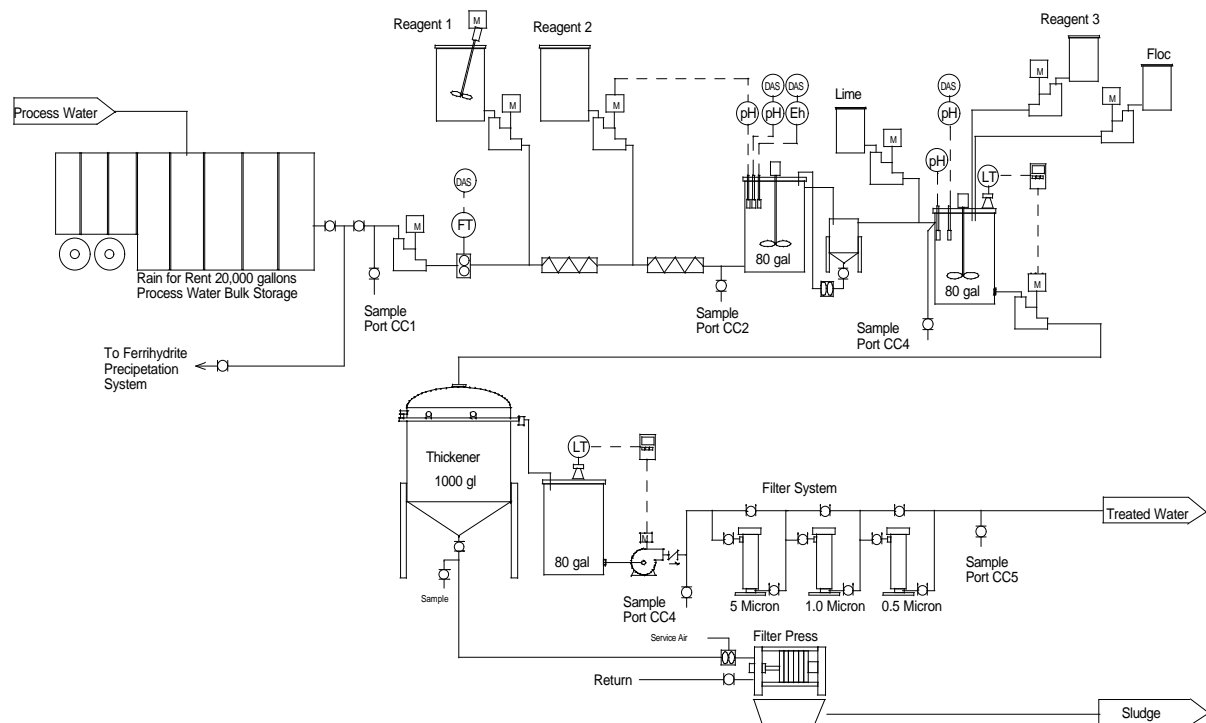 Reagent 1
M
Reagent 2
Reagent 3
Floc
M
M
M
M
DAS
DAS
DAS
Lime
M
pH
pH
Eh
pH
pH
M
LT
Process Water
DAS
FT
M
80 gal
80 gal
M
Rain for Rent 20,000 gallons
Process Water Bulk Storage
Sample
Port CC1
Sample
Port CC2
Sample
Port CC4
To Ferrihydrite
Precipetation
System
Thickener
1000 gl
LT
80 gal
M
Filter System
Treated Water
Sample
Port CC4
Sample
Port CC5
5 Micron
1.0 Micron
0.5 Micron
Sample
Service Air
Filter Press
Return
Sludge